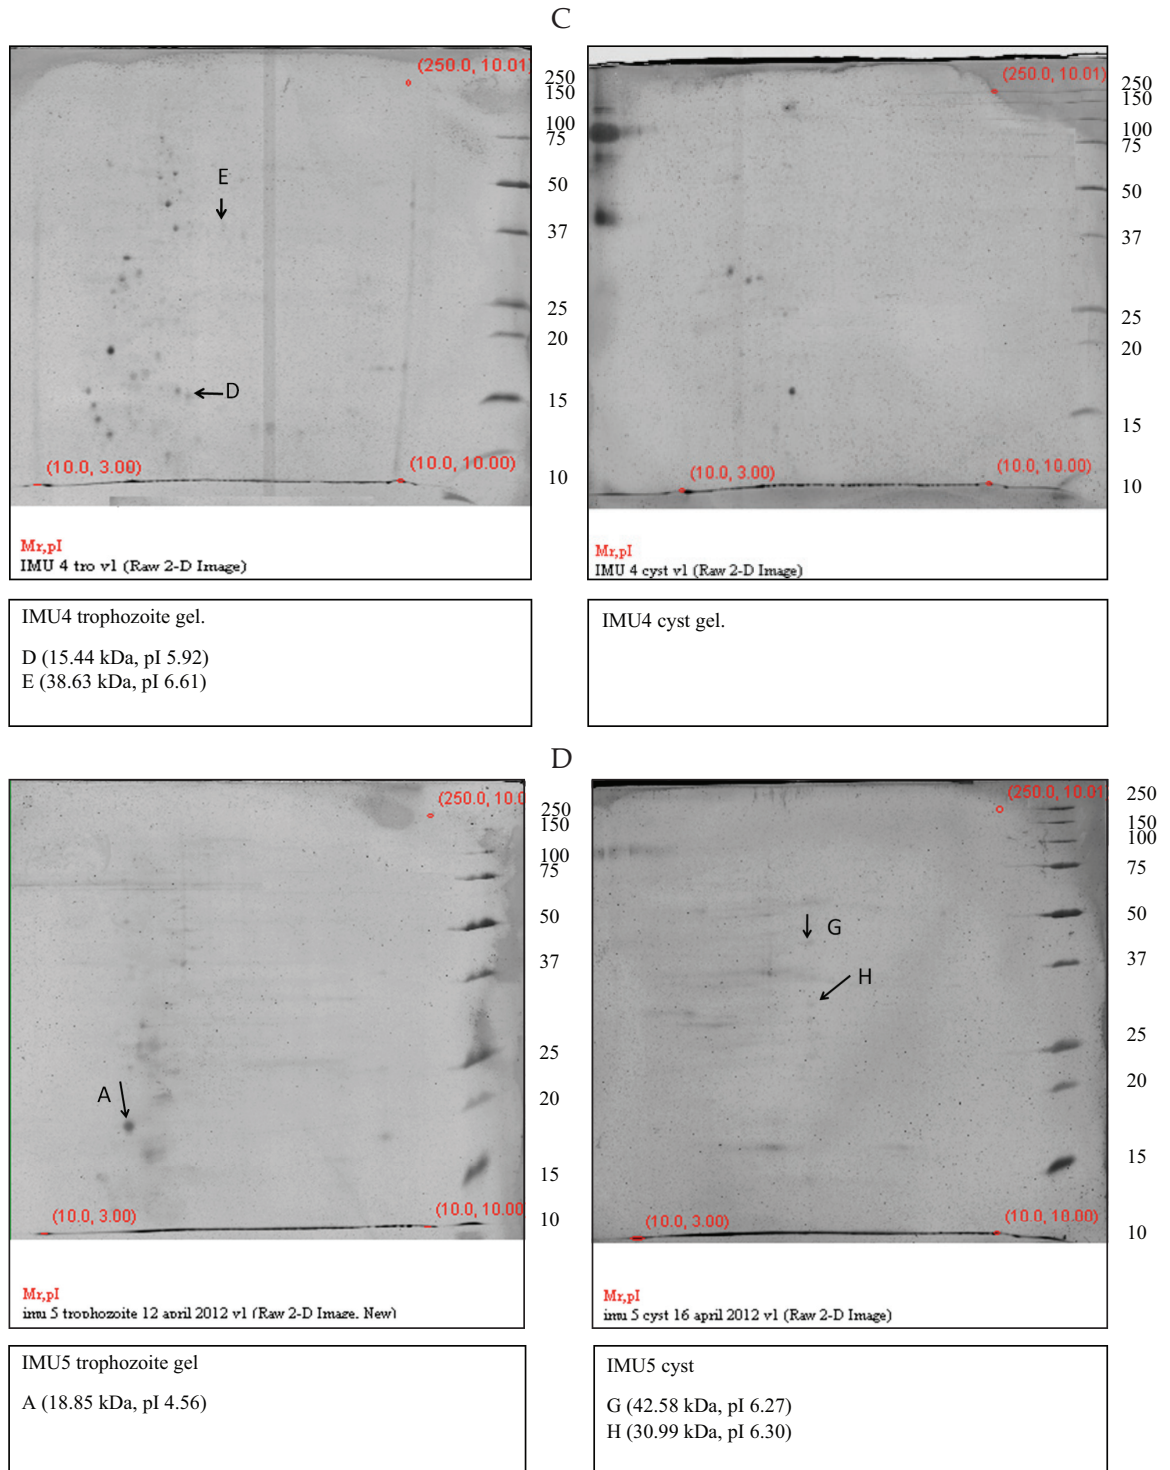 C
(250.0, 10.01
E
D
(10.0, 3.00)
(10.0, 10.00)
Mr,pI
IMU 4 tro v1 (Raw 2-D Image)
250
150
100
75
50
37
25
20
15
10
(250.0, 10.01)
(10.0, 3.00)
(10.0, 10.00)
Mr,pI
IMU 4 cyst v1 (Raw 2-D Image)
250
150
100
75
50
37
25
20
15
10
IMU4 trophozoite gel.
D (15.44 kDa, pI 5.92)
E (38.63 kDa, pI 6.61)
IMU4 cyst gel.
D
(250.0, 10.0
A
(10.0, 3.00)
(10.0, 10.00
Mr,pI
imu 5 trophozoite 12 april 2012 v1 (Raw 2-D Image, New)
250
150
100
75
50
37
25
20
15
10
(250.0, 10.01)
G
H
(10.0, 3.00)
(10.0, 10.00)
Mr,pI
imu 5 cyst 16 april 2012 v1 (Raw 2-D Image)
250
150
100
75
50
37
25
20
15
10
IMU5 trophozoite gel
A (18.85 kDa, pI 4.56)
IMU5 cyst
G (42.58 kDa, pI 6.27)
H (30.99 kDa, pI 6.30)